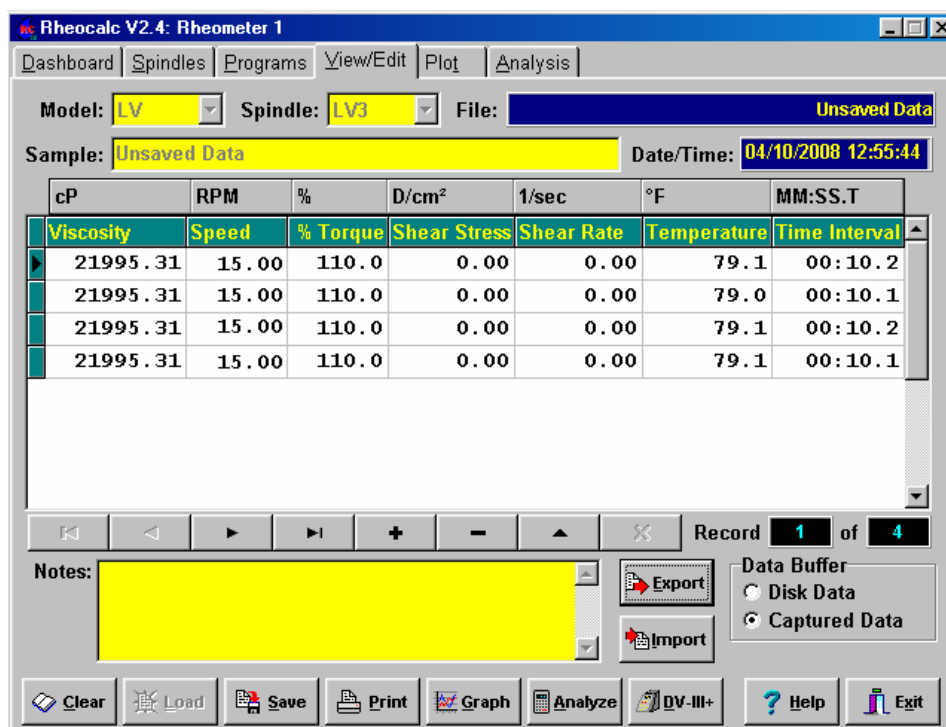 Rheocalc V2.4: Rheometer 1
Dashboard Spindles Programs View/Edit Plot Analysis
Model: LV Spindle: LV3 File: Unsaved Data
Sample: Unsaved Data Date/Time: 04/10/2008 12:55:44
cP RPM % D/cm² 1/sec °F MM:SS.T
Viscosity Speed % Torque Shear Stress Shear Rate Temperature Time Interval
21995.31 15.00 110.0 0.00 0.00 79.1 00:10.2
21995.31 15.00 110.0 0.00 0.00 79.0 00:10.1
21995.31 15.00 110.0 0.00 0.00 79.1 00:10.2
21995.31 15.00 110.0 0.00 0.00 79.1 00:10.1
Record 1 of 4
Notes: Export Data Buffer
Disk Data
Captured Data
Import
Clear Load Save Print Graph Analyze DV-III+ Help Exit